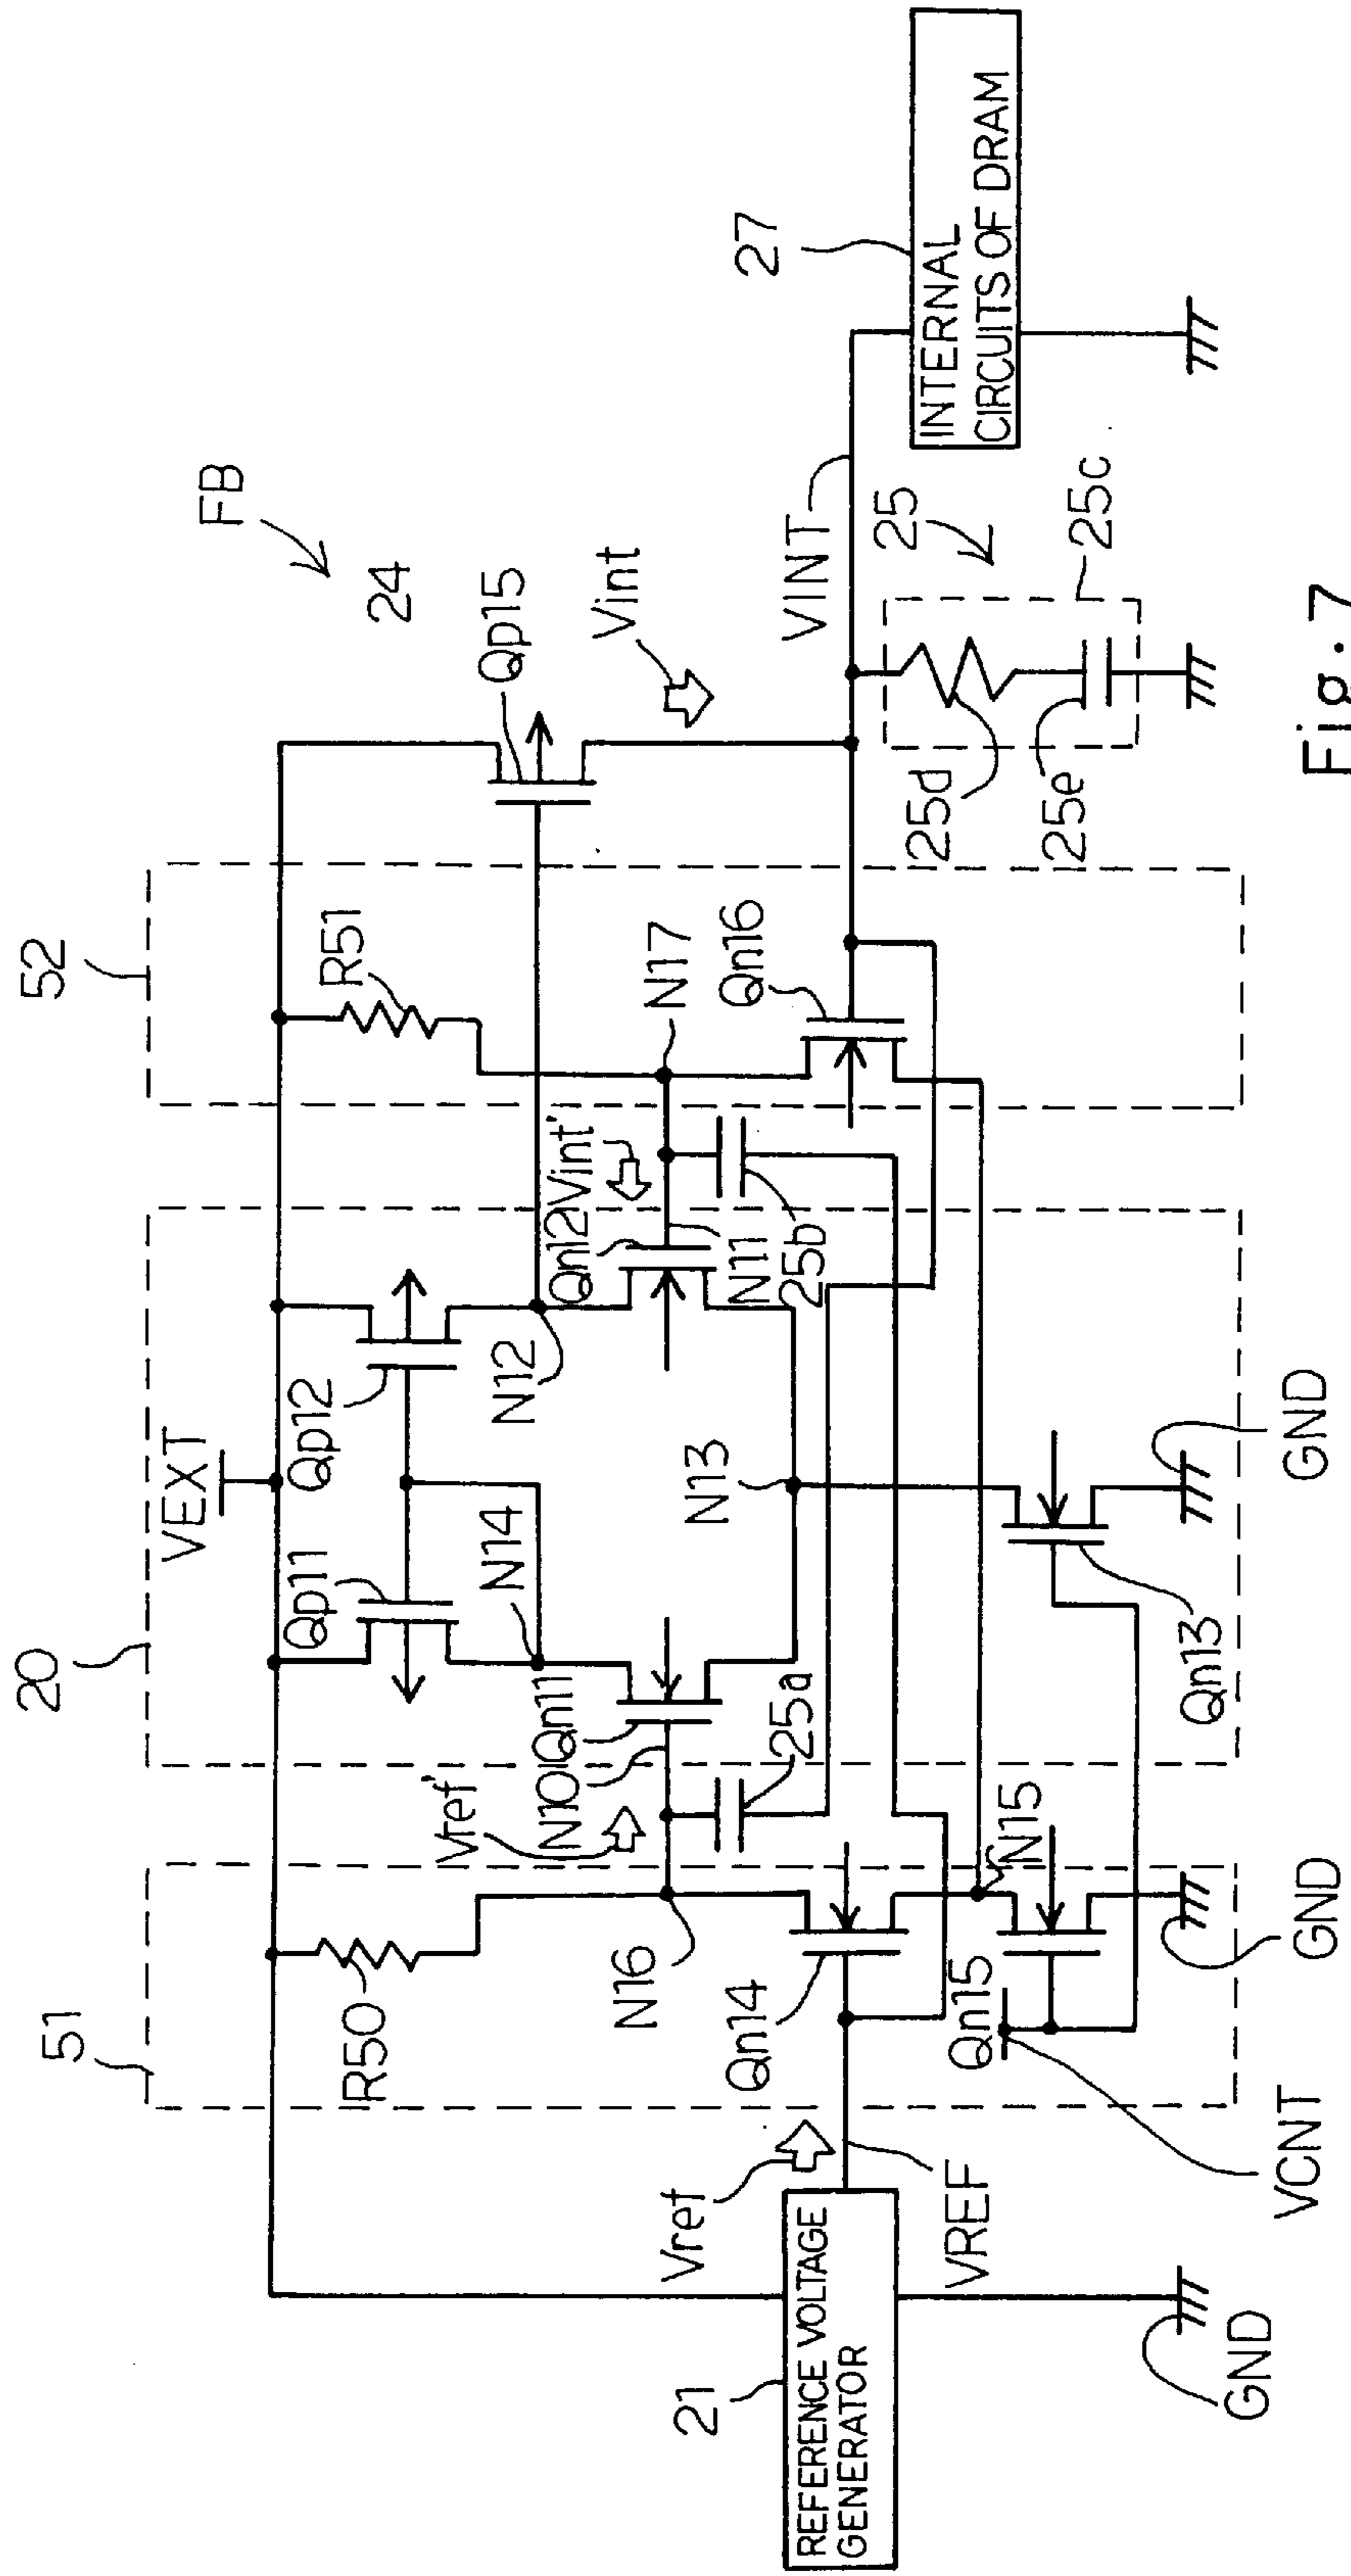 FB
24
52
20
51
VEXT
Qp11
Qp12
R51
Qp15
Vint
R50
N14
N12
N17
Qn16
Vref'
N10
Qn11
Qn12
Vint'
N11
25a
25b
N16
N13
VINT
25
25c
25d
25e
27
INTERNAL
CIRCUITS OF DRAM
Vref
VREF
21
REFERENCE VOLTAGE
GENERATOR
Qn14
N15
Qn15
Qn13
VCNT
GND
GND
GND
Fig.7